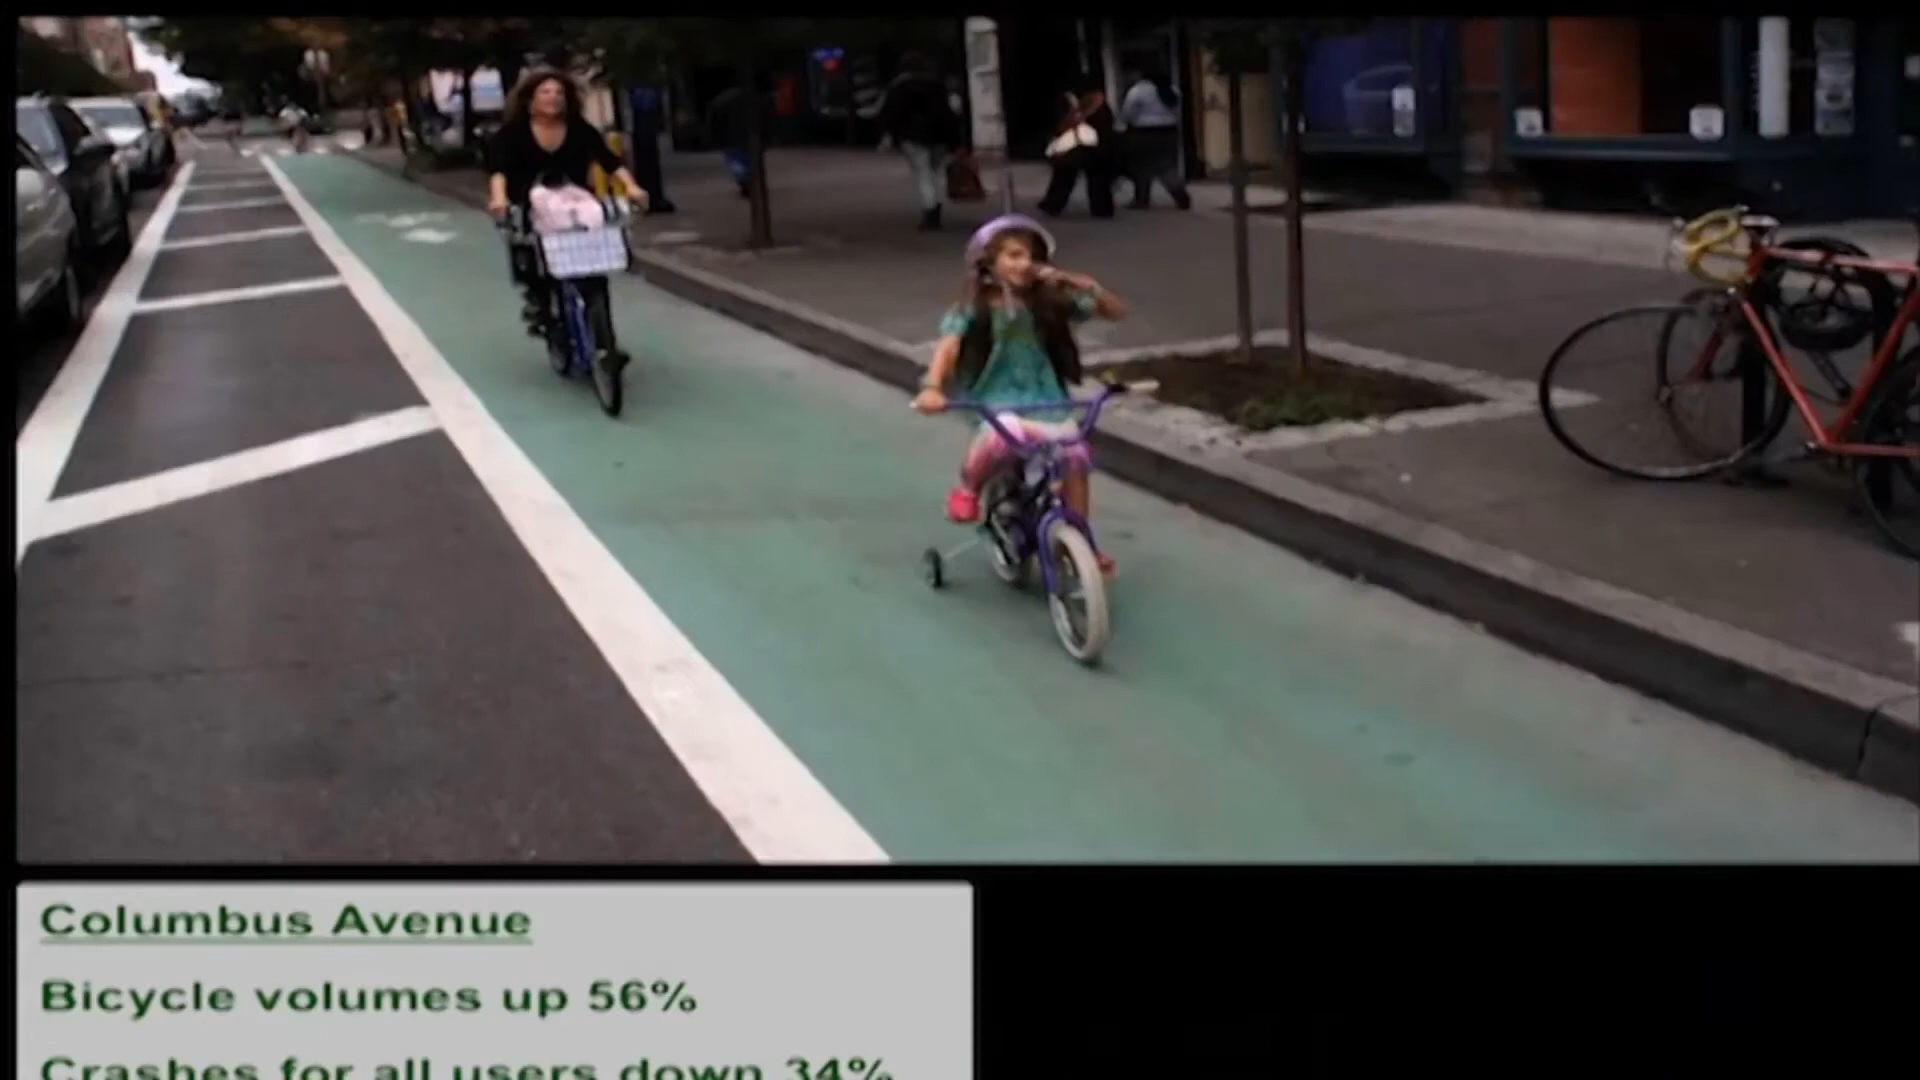 Columbus Avenue
Bicycle volumes up 56%
Crashes for all users down 34%